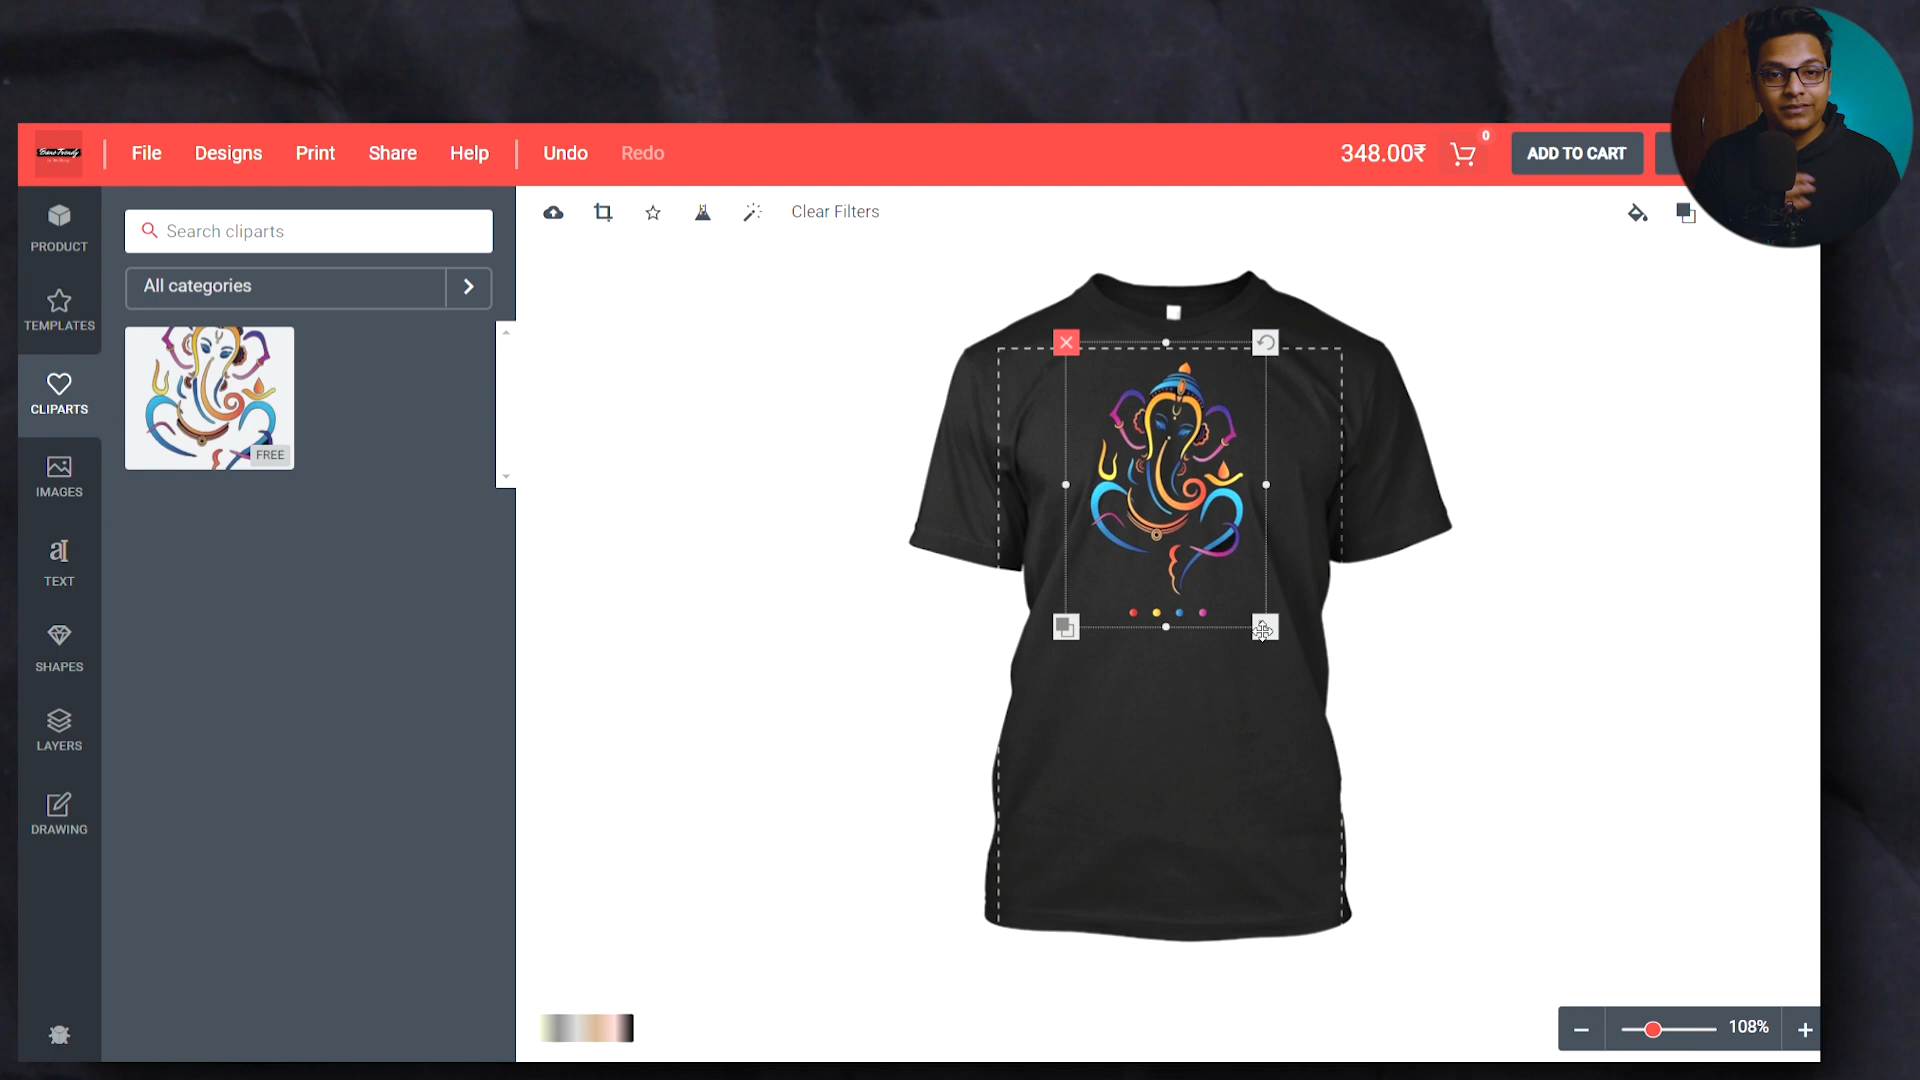 File Designs Print Share Help Undo Redo 348.00₹ 0 ADD TO CART
PRODUCT
TEMPLATES
CLIPARTS
IMAGES
TEXT
SHAPES
LAYERS
DRAWING
Search cliparts
All categories
FREE
Clear Filters
108%